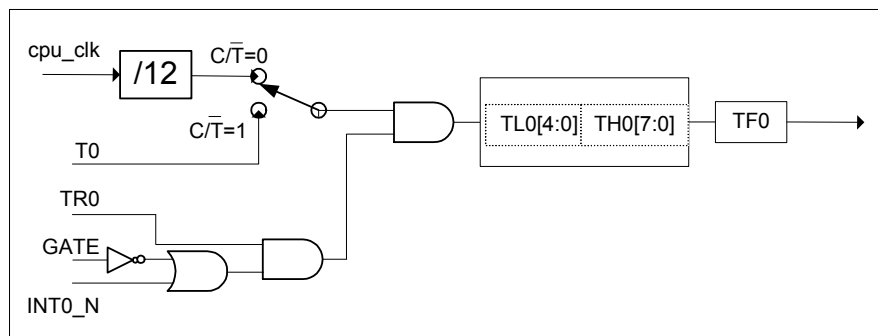 cpu_clk
/12
C/T̅=0
C/T̅=1
T0
TR0
GATE
INT0_N
TL0[4:0]
TH0[7:0]
TF0